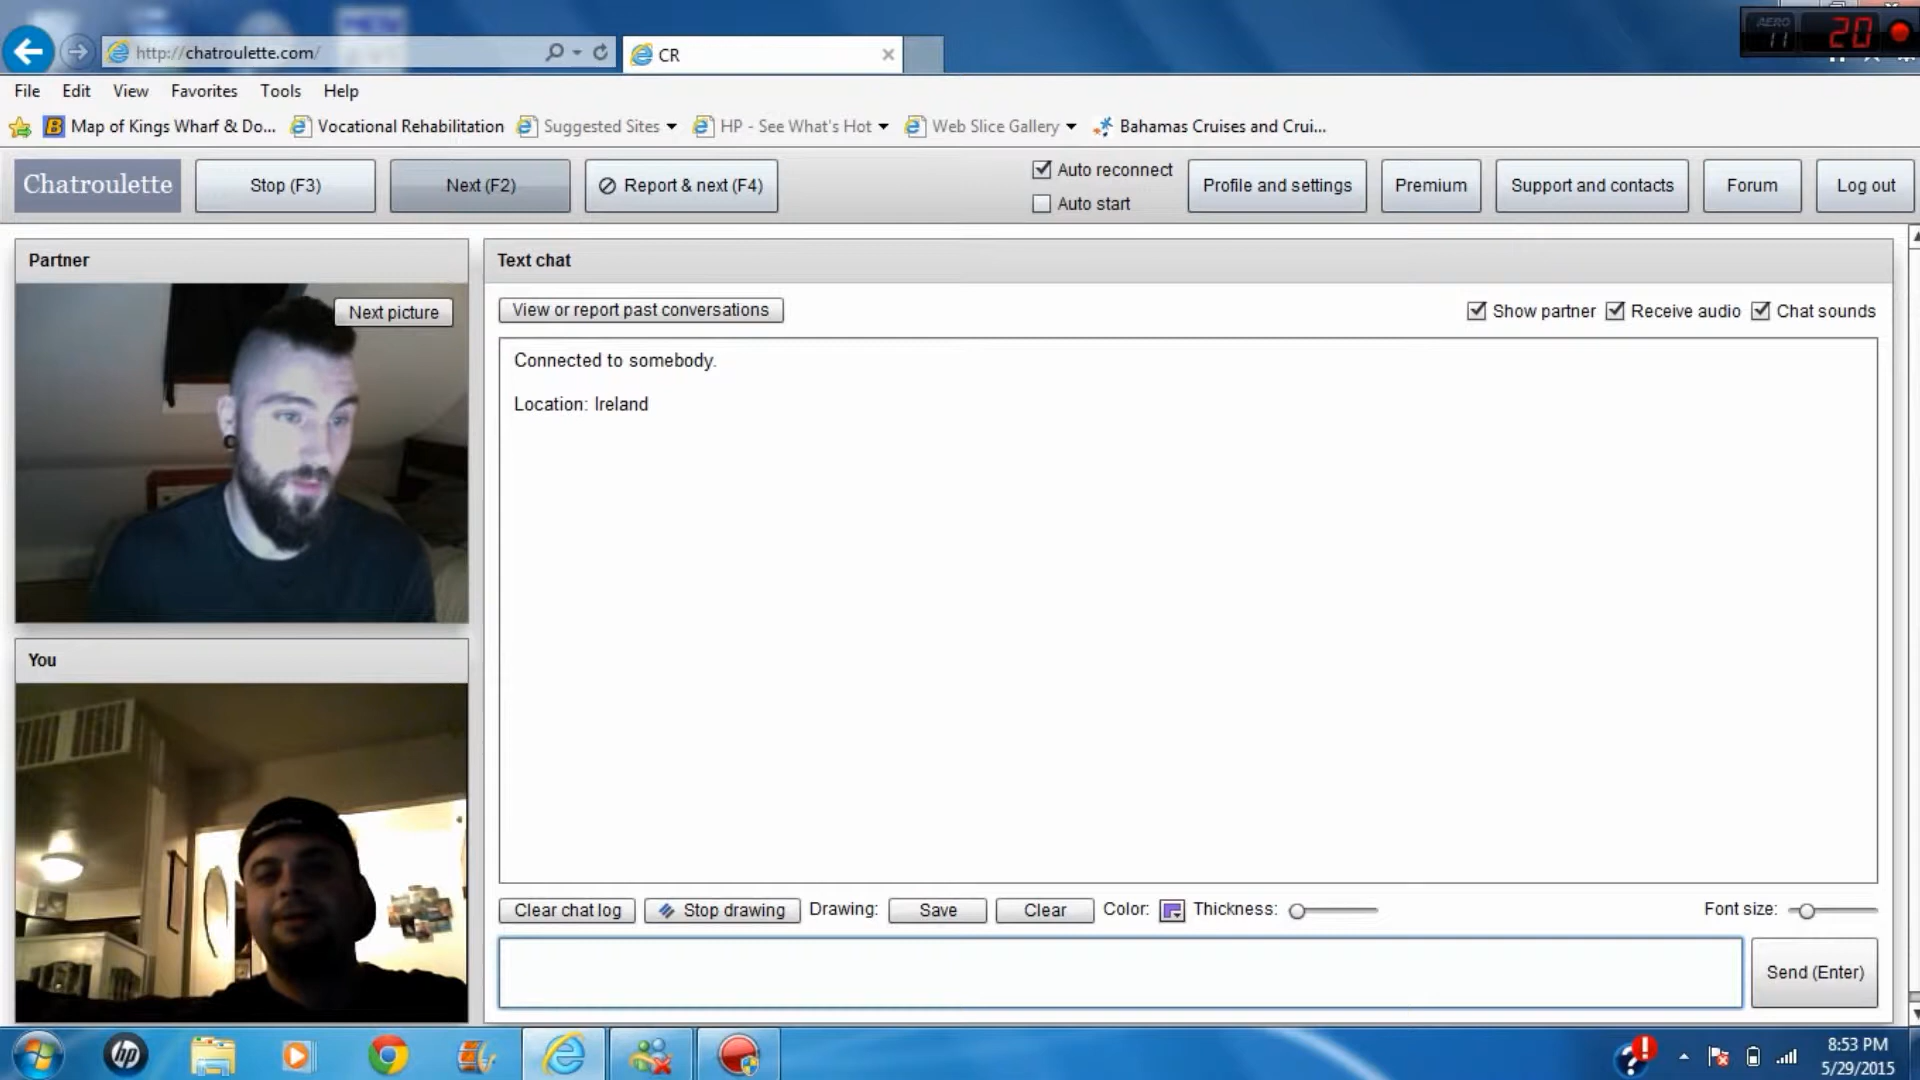 AERO
11
20
http://chatroulette.com/
CR
File Edit View Favorites Tools Help
Map of Kings Wharf & Do... Vocational Rehabilitation Suggested Sites HP - See What's Hot Web Slice Gallery Bahamas Cruises and Crui...
Chatroulette
Stop (F3)
Next (F2)
Report & next (F4)
Auto reconnect
Auto start
Profile and settings
Premium
Support and contacts
Forum
Log out
Partner
Next picture
Text chat
View or report past conversations
Show partner Receive audio Chat sounds
Connected to somebody.
Location: Ireland
You
Clear chat log Stop drawing Drawing: Save Clear Color: Thickness: Font size:
Send (Enter)
hp
8:53 PM
5/29/2015